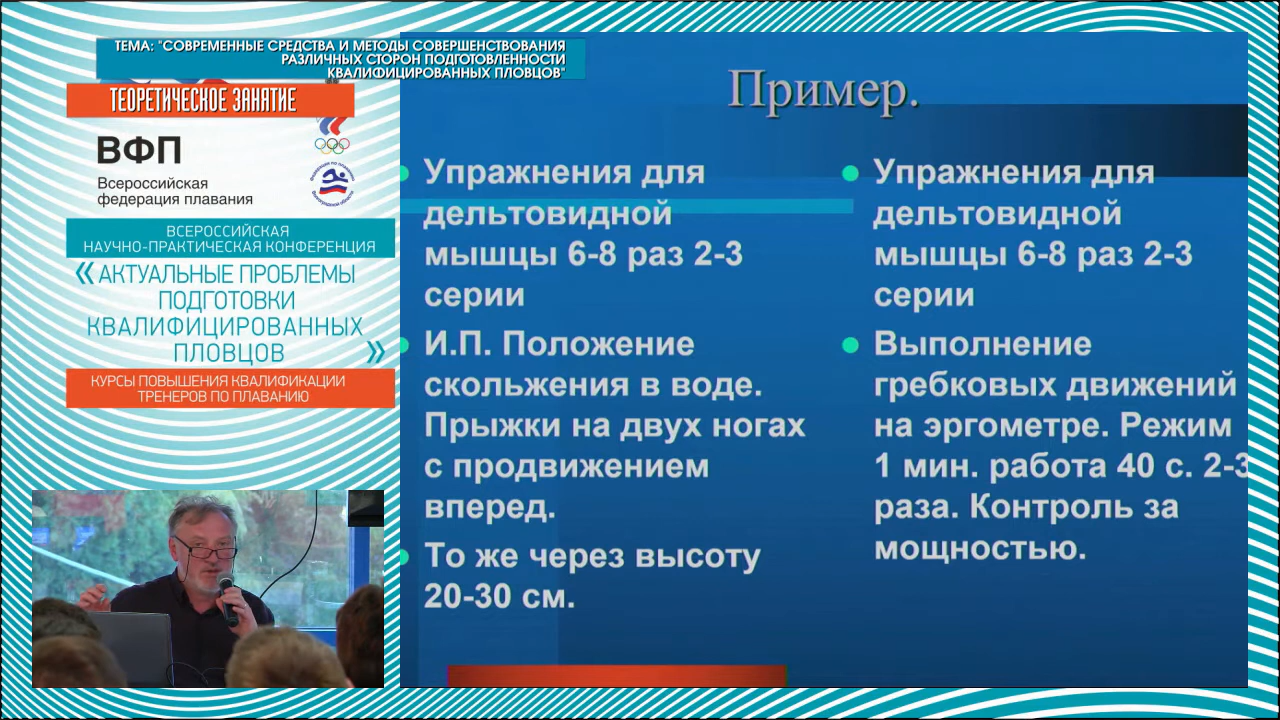 ТЕМА: "СОВРЕМЕННЫЕ СРЕДСТВА И МЕТОДЫ СОВЕРШЕНСТВОВАНИЯ
РАЗЛИЧНЫХ СТОРОН ПОДГОТОВЛЕННОСТИ
КВАЛИФИЦИРОВАННЫХ ПЛОВЦОВ"
ТЕОРЕТИЧЕСКОЕ ЗАНЯТИЕ
ВФП
Всероссийская
федерация плавания
ВСЕРОССИЙСКАЯ
НАУЧНО-ПРАКТИЧЕСКАЯ КОНФЕРЕНЦИЯ
«АКТУАЛЬНЫЕ ПРОБЛЕМЫ
ПОДГОТОВКИ
КВАЛИФИЦИРОВАННЫХ
ПЛОВЦОВ»
КУРСЫ ПОВЫШЕНИЯ КВАЛИФИКАЦИИ
ТРЕНЕРОВ ПО ПЛАВАНИЮ
Пример.
Упражнения для
дельтовидной
мышцы 6-8 раз 2-3
серии
И.П. Положение
скольжения в воде.
Прыжки на двух ногах
с продвижением
вперед.
То же через высоту
20-30 см.
Упражнения для
дельтовидной
мышцы 6-8 раз 2-3
серии
Выполнение
гребковых движений
на эргометре. Режим
1 мин. работа 40 с. 2-3
раза. Контроль за
мощностью.